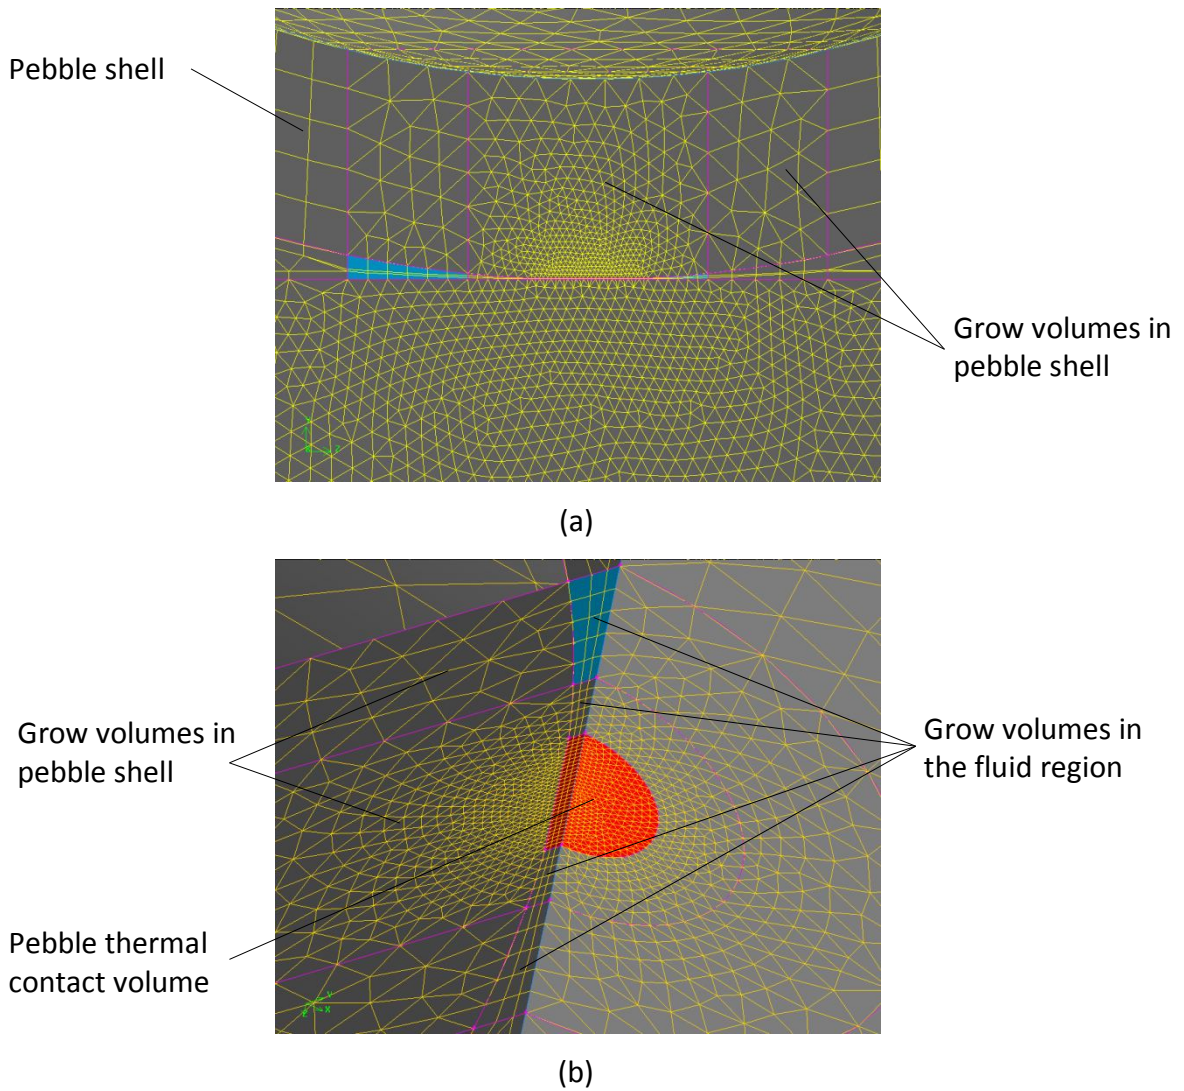 Pebble shell
Grow volumes in
pebble shell
(a)
Grow volumes in
pebble shell
Grow volumes in
the fluid region
Pebble thermal
contact volume
(b)